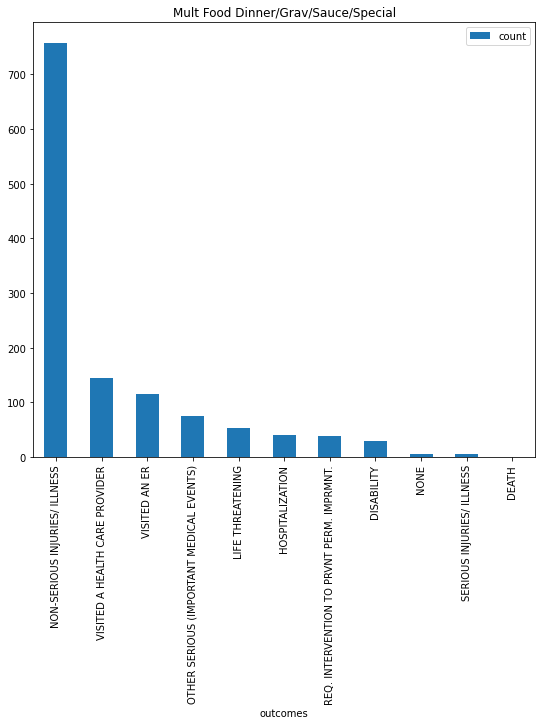 Mult Food Dinner/Grav/Sauce/Special
count
700
600
500
400
300
200
100
0
NON-SERIOUS INJURIES/ ILLNESS
VISITED A HEALTH CARE PROVIDER
VISITED AN ER
OTHER SERIOUS (IMPORTANT MEDICAL EVENTS)
LIFE THREATENING
HOSPITALIZATION
REQ. INTERVENTION TO PRVNT PERM. IMPRMNT.
DISABILITY
NONE
SERIOUS INJURIES/ ILLNESS
DEATH
outcomes